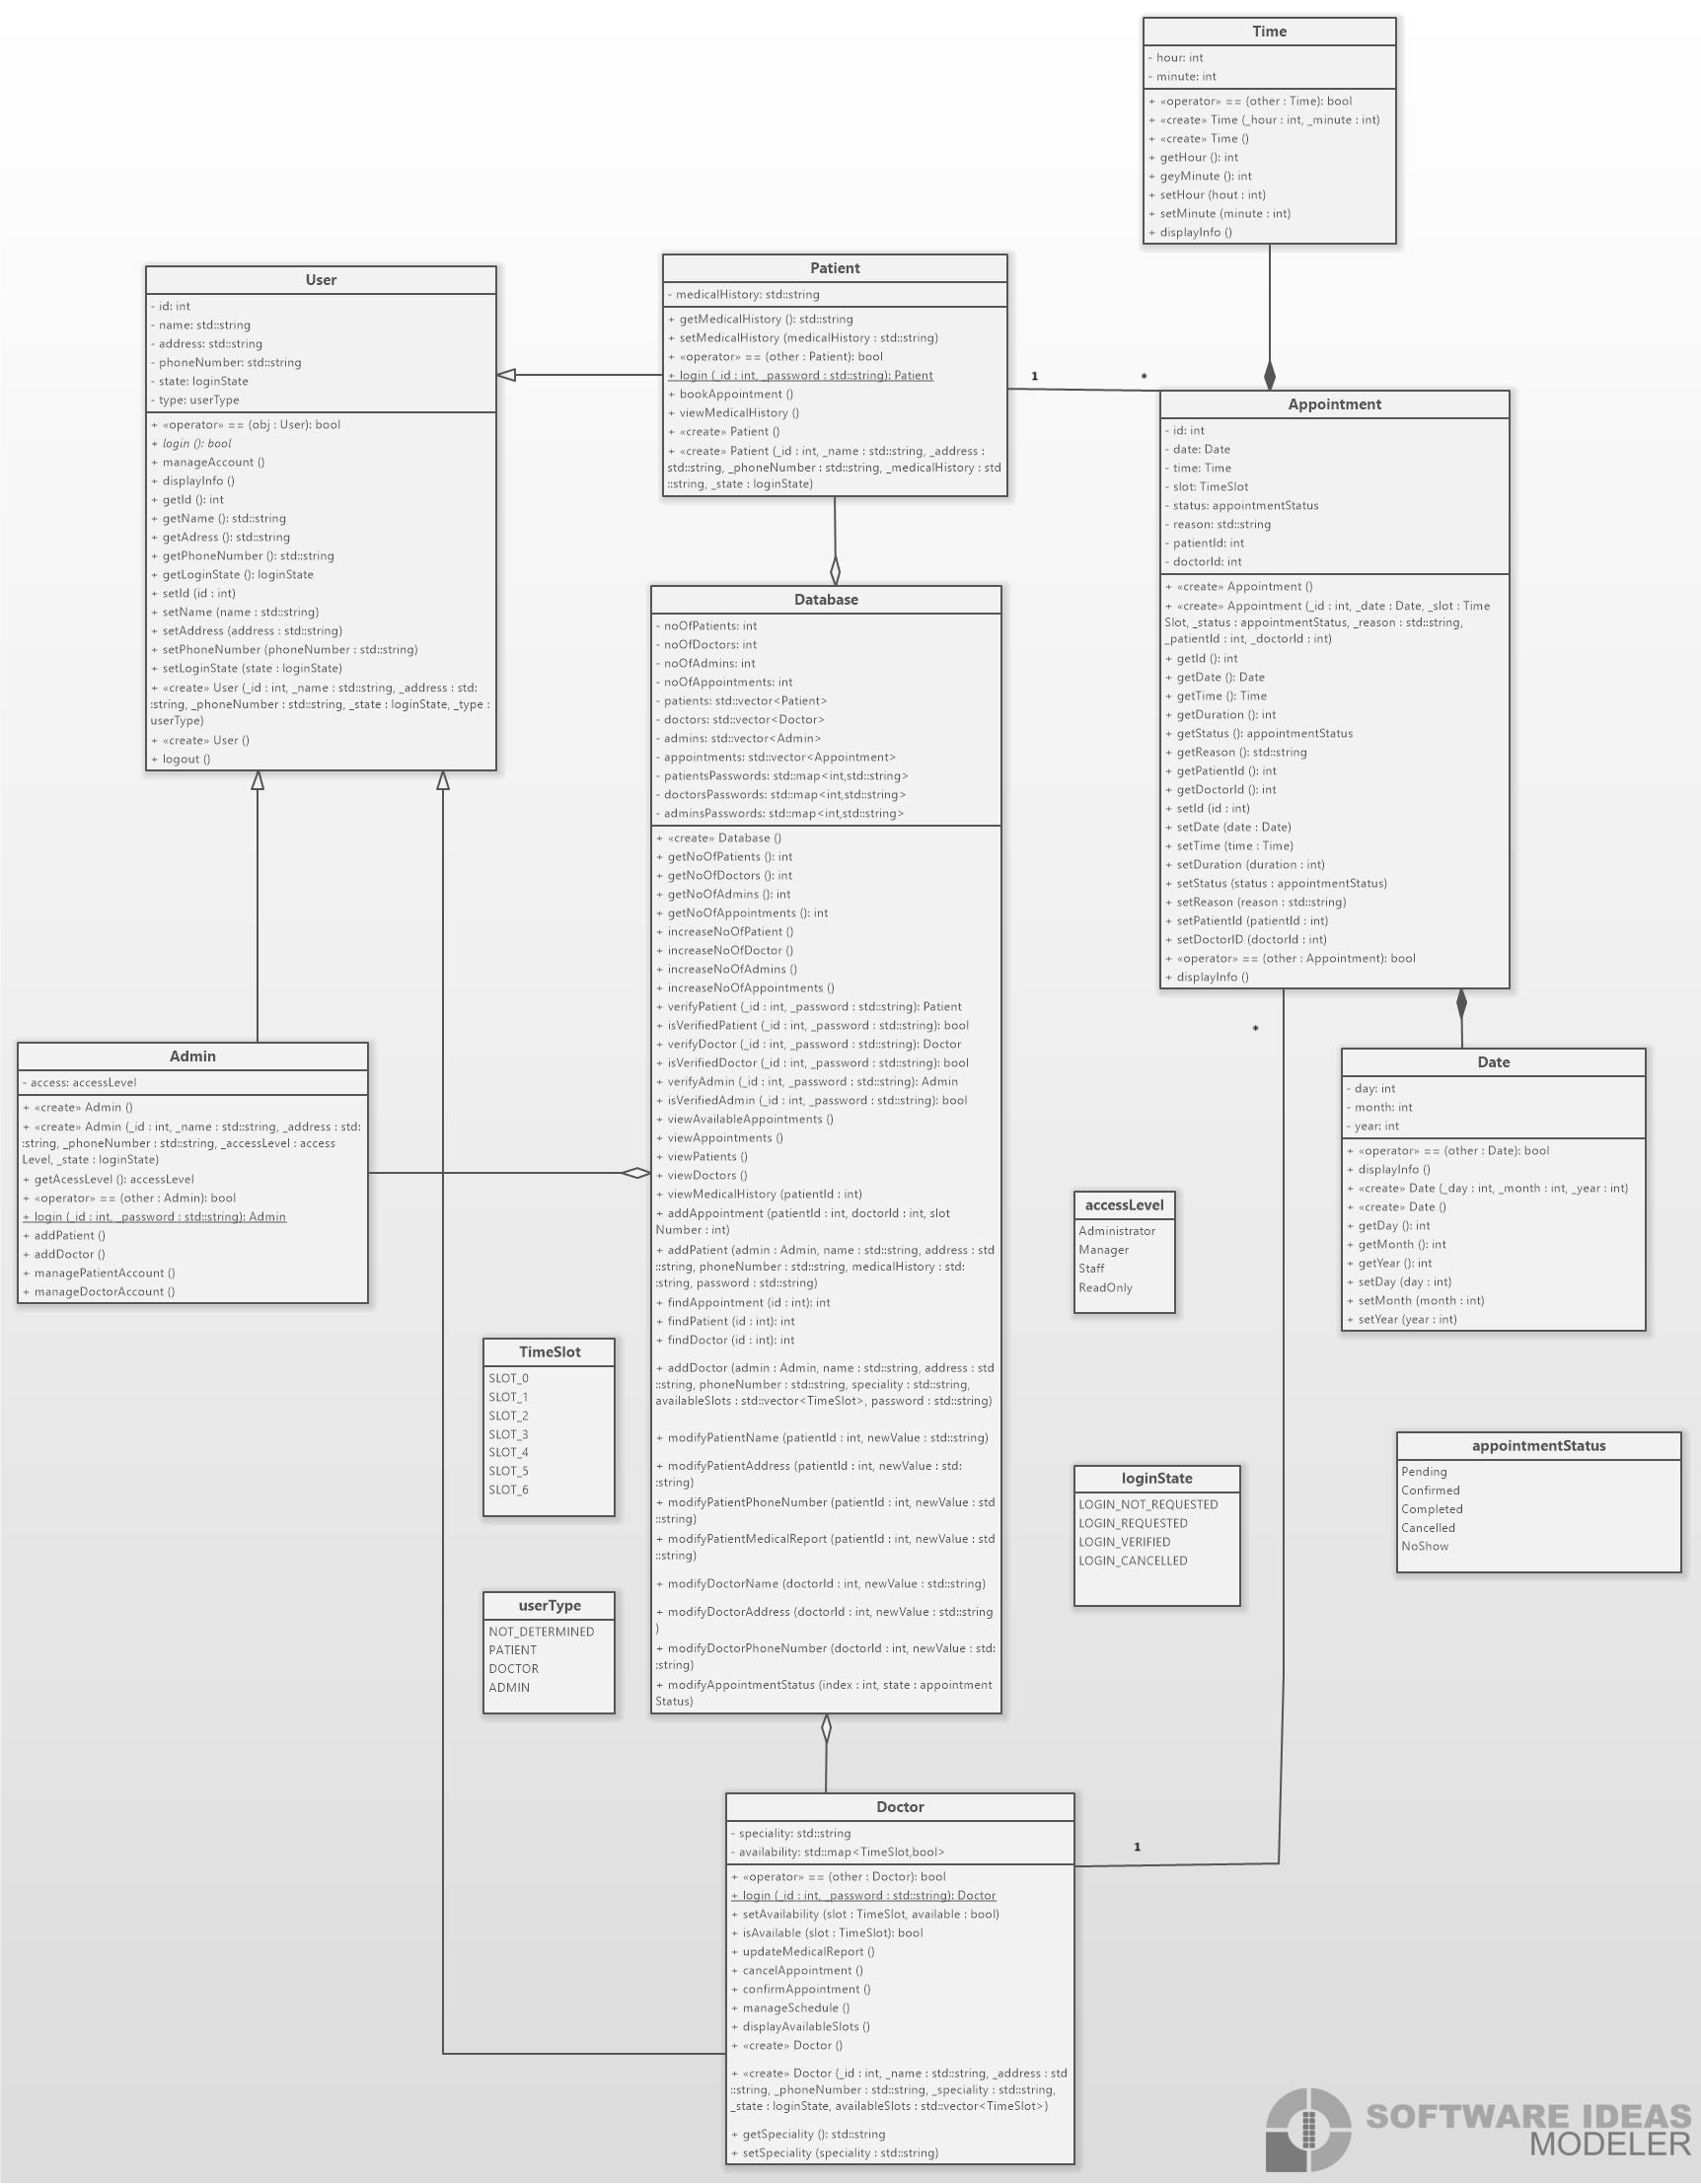 Time
- hour: int
- minute: int
+ «operator» == (other : Time): bool
+ «create» Time (_hour : int, _minute : int)
+ «create» Time ()
+ getHour (): int
+ geyMinute (): int
+ setHour (hout : int)
+ setMinute (minute : int)
+ displayInfo ()
User
- id: int
- name: std::string
- address: std::string
- phoneNumber: std::string
- state: loginState
- type: userType
+ «operator» == (obj : User): bool
+ login (): bool
+ manageAccount ()
+ displayInfo ()
+ getId (): int
+ getName (): std::string
+ getAdress (): std::string
+ getPhoneNumber (): std::string
+ getLoginState (): loginState
+ setId (id : int)
+ setName (name : std::string)
+ setAddress (address : std::string)
+ setPhoneNumber (phoneNumber : std::string)
+ setLoginState (state : loginState)
+ «create» User (_id : int, _name : std::string, _address : std:
:string, _phoneNumber : std::string, _state : loginState, _type :
userType)
+ «create» User ()
+ logout ()
Patient
- medicalHistory: std::string
+ getMedicalHistory (): std::string
+ setMedicalHistory (medicalHistory : std::string)
+ «operator» == (other : Patient): bool
+ login (_id : int, _password : std::string): Patient
+ bookAppointment ()
+ viewMedicalHistory ()
+ «create» Patient ()
+ «create» Patient (_id : int, _name : std::string, _address :
std::string, _phoneNumber : std::string, _medicalHistory : std
::string, _state : loginState)
1
*
Appointment
- id: int
- date: Date
- time: Time
- slot: TimeSlot
- status: appointmentStatus
- reason: std::string
- patientId: int
- doctorId: int
+ «create» Appointment ()
+ «create» Appointment (_id : int, _date : Date, _slot : Time
Slot, _status : appointmentStatus, _reason : std::string,
_patientId : int, _doctorId : int)
+ getId (): int
+ getDate (): Date
+ getTime (): Time
+ getDuration (): int
+ getStatus (): appointmentStatus
+ getReason (): std::string
+ getPatientId (): int
+ getDoctorId (): int
+ setId (id : int)
+ setDate (date : Date)
+ setTime (time : Time)
+ setDuration (duration : int)
+ setStatus (status : appointmentStatus)
+ setReason (reason : std::string)
+ setPatientId (patientId : int)
+ setDoctorID (doctorId : int)
+ «operator» == (other : Appointment): bool
+ displayInfo ()
Database
- noOfPatients: int
- noOfDoctors: int
- noOfAdmins: int
- noOfAppointments: int
- patients: std::vector<Patient>
- doctors: std::vector<Doctor>
- admins: std::vector<Admin>
- appointments: std::vector<Appointment>
- patientsPasswords: std::map<int,std::string>
- doctorsPasswords: std::map<int,std::string>
- adminsPasswords: std::map<int,std::string>
+ «create» Database ()
+ getNoOfPatients (): int
+ getNoOfDoctors (): int
+ getNoOfAdmins (): int
+ getNoOfAppointments (): int
+ increaseNoOfPatient ()
+ increaseNoOfDoctor ()
+ increaseNoOfAdmins ()
+ increaseNoOfAppointments ()
+ verifyPatient (_id : int, _password : std::string): Patient
+ isVerifiedPatient (_id : int, _password : std::string): bool
+ verifyDoctor (_id : int, _password : std::string): Doctor
+ isVerifiedDoctor (_id : int, _password : std::string): bool
+ verifyAdmin (_id : int, _password : std::string): Admin
+ isVerifiedAdmin (_id : int, _password : std::string): bool
+ viewAvailableAppointments ()
+ viewAppointments ()
+ viewPatients ()
+ viewDoctors ()
+ viewMedicalHistory (patientId : int)
+ addAppointment (patientId : int, doctorId : int, slot
Number : int)
+ addPatient (admin : Admin, name : std::string, address : std
::string, phoneNumber : std::string, medicalHistory : std:
:string, password : std::string)
+ findAppointment (id : int): int
+ findPatient (id : int): int
+ findDoctor (id : int): int
+ addDoctor (admin : Admin, name : std::string, address : std
::string, phoneNumber : std::string, speciality : std::string,
availableSlots : std::vector<TimeSlot>, password : std::string)
+ modifyPatientName (patientId : int, newValue : std::string)
+ modifyPatientAddress (patientId : int, newValue : std:
:string)
+ modifyPatientPhoneNumber (patientId : int, newValue : std
::string)
+ modifyPatientMedicalReport (patientId : int, newValue : std
::string)
+ modifyDoctorName (doctorId : int, newValue : std::string)
+ modifyDoctorAddress (doctorId : int, newValue : std::string
)
+ modifyDoctorPhoneNumber (doctorId : int, newValue : std:
:string)
+ modifyAppointmentStatus (index : int, state : appointment
Status)
Admin
- access: accessLevel
+ «create» Admin ()
+ «create» Admin (_id : int, _name : std::string, _address : std:
:string, _phoneNumber : std::string, _accessLevel : access
Level, _state : loginState)
+ getAcessLevel (): accessLevel
+ «operator» == (other : Admin): bool
+ login (_id : int, _password : std::string): Admin
+ addPatient ()
+ addDoctor ()
+ managePatientAccount ()
+ manageDoctorAccount ()
*
Date
- day: int
- month: int
- year: int
+ «operator» == (other : Date): bool
+ displayInfo ()
+ «create» Date (_day : int, _month : int, _year : int)
+ «create» Date ()
+ getDay (): int
+ getMonth (): int
+ getYear (): int
+ setDay (day : int)
+ setMonth (month : int)
+ setYear (year : int)
accessLevel
Administrator
Manager
Staff
ReadOnly
TimeSlot
SLOT_0
SLOT_1
SLOT_2
SLOT_3
SLOT_4
SLOT_5
SLOT_6
appointmentStatus
Pending
Confirmed
Completed
Cancelled
NoShow
loginState
LOGIN_NOT_REQUESTED
LOGIN_REQUESTED
LOGIN_VERIFIED
LOGIN_CANCELLED
userType
NOT_DETERMINED
PATIENT
DOCTOR
ADMIN
1
Doctor
- speciality: std::string
- availability: std::map<TimeSlot,bool>
+ «operator» == (other : Doctor): bool
+ login (_id : int, _password : std::string): Doctor
+ setAvailability (slot : TimeSlot, available : bool)
+ isAvailable (slot : TimeSlot): bool
+ updateMedicalReport ()
+ cancelAppointment ()
+ confirmAppointment ()
+ manageSchedule ()
+ displayAvailableSlots ()
+ «create» Doctor ()
+ «create» Doctor (_id : int, _name : std::string, _address : std
::string, _phoneNumber : std::string, _speciality : std::string,
_state : loginState, availableSlots : std::vector<TimeSlot>)
+ getSpeciality (): std::string
+ setSpeciality (speciality : std::string)
SOFTWARE IDEAS
MODELER